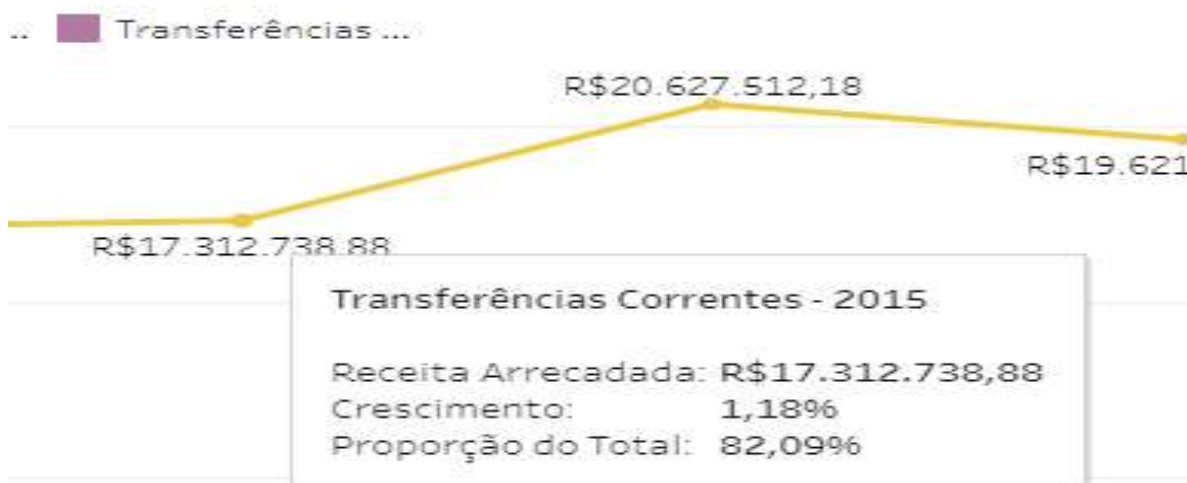 .. Transferências ...
R$20.627.512,18
R$19.621
R$17.312.738,88
Transferências Correntes - 2015
Receita Arrecadada: R$17.312.738,88
Crescimento: 1,18%
Proporção do Total: 82,09%